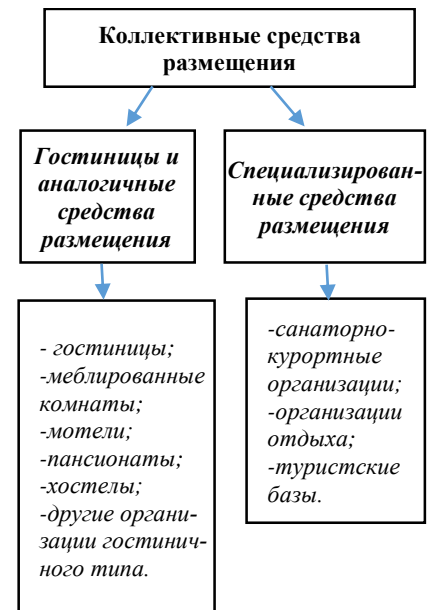 Коллективные средства
размещения
Гостиницы и
аналогичные
средства
размещения
Специализирован-
ные средства
размещения
- гостиницы;
-меблированные
комнаты;
-мотели;
-пансионаты;
-хостелы;
-другие органи-
зации гостинич-
ного типа.
-санаторно-
курортные
организации;
-организации
отдыха;
-туристские
базы.